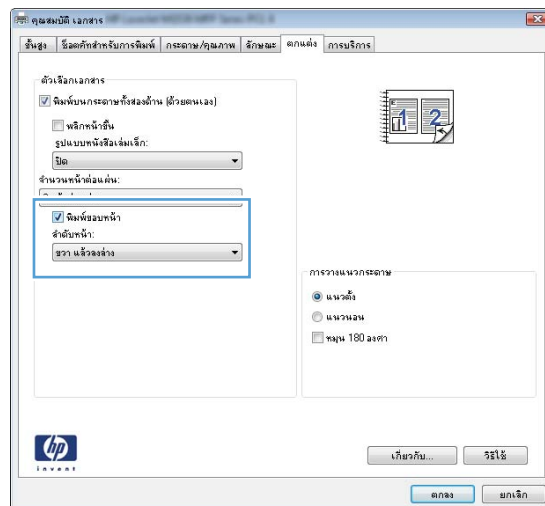 คุณสมบัติ เอกสาร
ขั้นสูง ช็อตคัทสำหรับการพิมพ์ กระดาษ/คุณภาพ ลักษณะ ตกแต่ง การบริการ
ตัวเลือกเอกสาร
พิมพ์บนกระดาษทั้งสองด้าน (ด้วยตนเอง)
พลิกหน้าขึ้น
รูปแบบหนังสือเล่มเล็ก:
ปิด
จำนวนหน้าต่อแผ่น:
พิมพ์ขอบหน้า
ลำดับหน้า:
ขวา แล้วลงล่าง
1 2
การวางแนวกระดาษ
แนวตั้ง
แนวนอน
หมุน 180 องศา
hp
invent
เกี่ยวกับ... วิธีใช้
ตกลง ยกเลิก